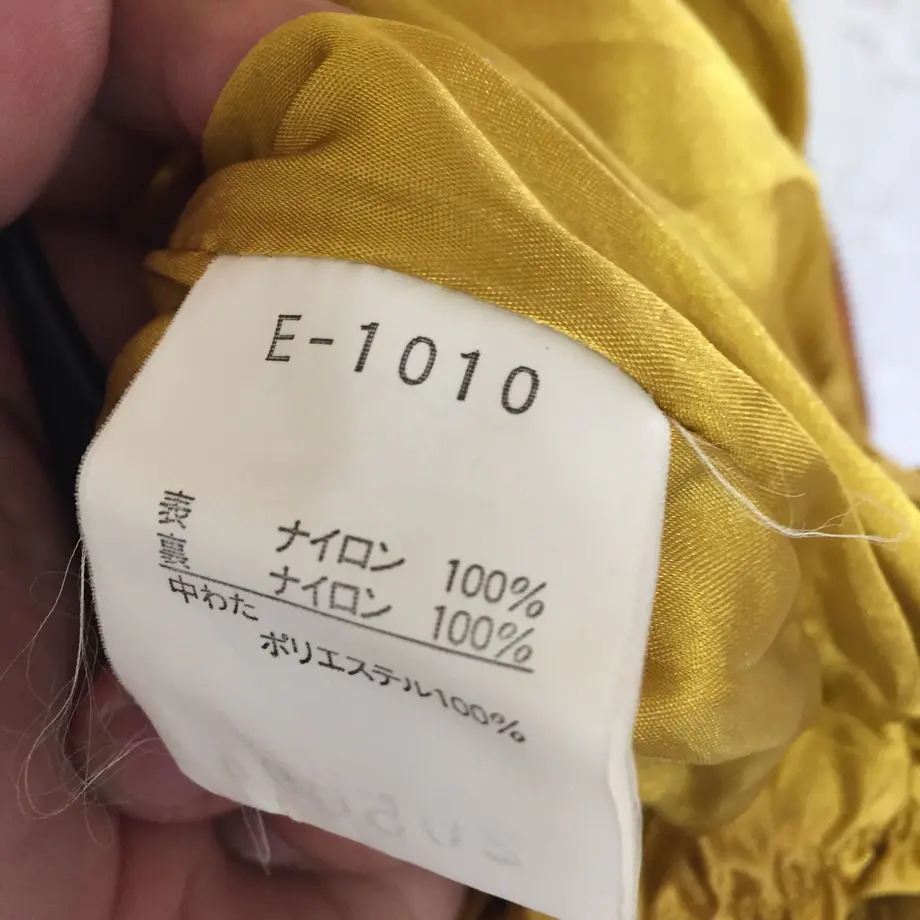 E-1010
表 ナイロン 100%
裏 ナイロン 100%
中わた
ポリエステル100%